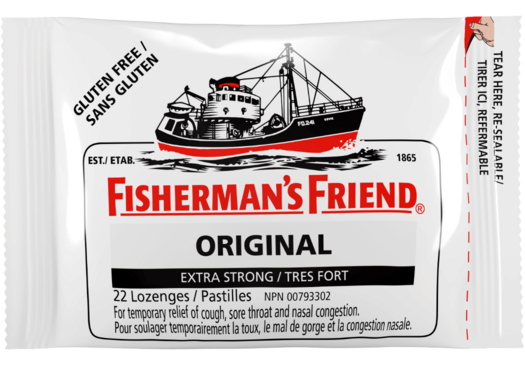 GLUTEN FREE /
SANS GLUTEN
FD.241
EST./ ETAB.
1865
FISHERMAN'S FRIEND®
ORIGINAL
EXTRA STRONG / TRES FORT
22 Lozenges / Pastilles NPN 00793302
For temporary relief of cough, sore throat and nasal congestion.
Pour soulager temporairement la toux, le mal de gorge et la congestion nasale.
TEAR HERE, RE-SEALABLE/
TIRER ICI, REFERMABLE